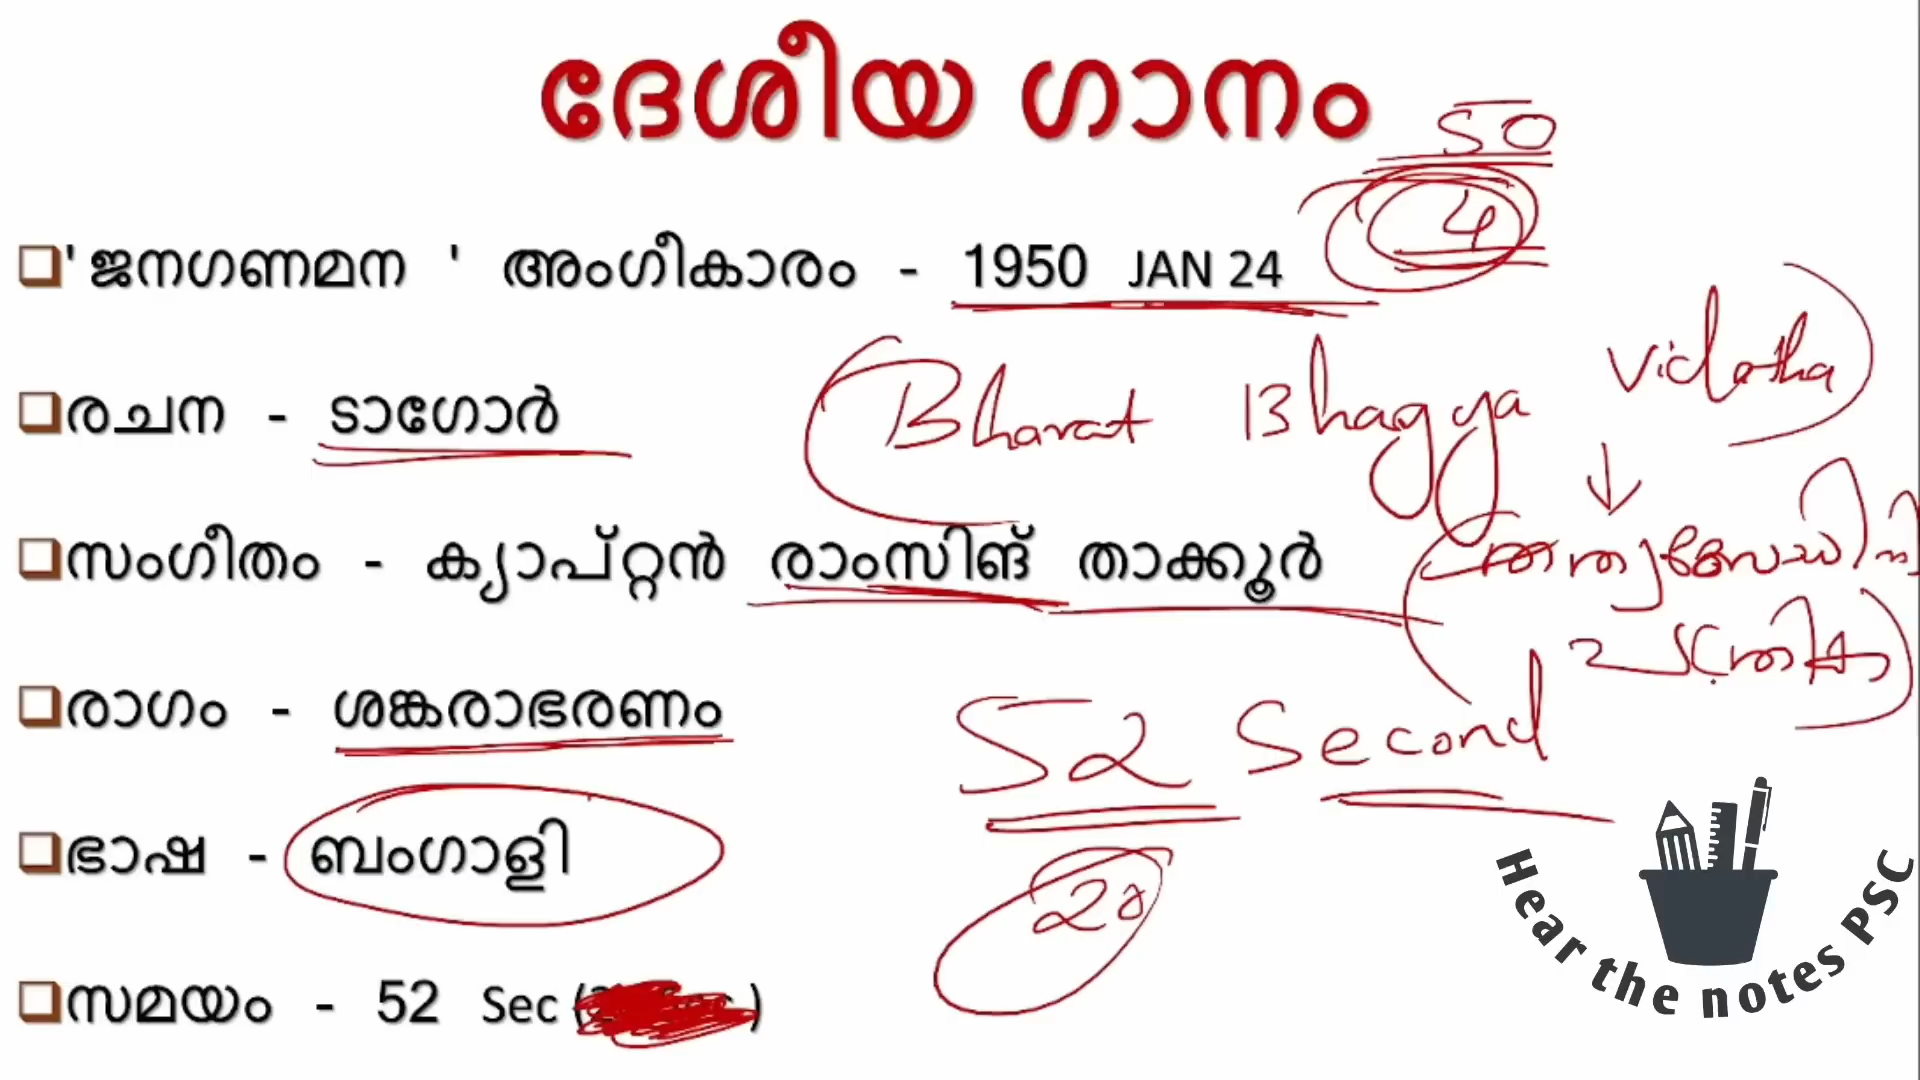 ദേശീയ ഗാനം
50
4
'ജനഗണമന ' അംഗീകാരം - 1950 JAN 24
Bharat Bhagya Vidatha
രചന - ടാഗോർ
സംഗീതം - ക്യാപ്റ്റൻ രാംസിങ് താക്കൂർ
രാഗം - ശങ്കരാഭരണം
52 Second
ഭാഷ - ബംഗാളി
20
സമയം - 52 Sec ( )
Hear the notes PSC